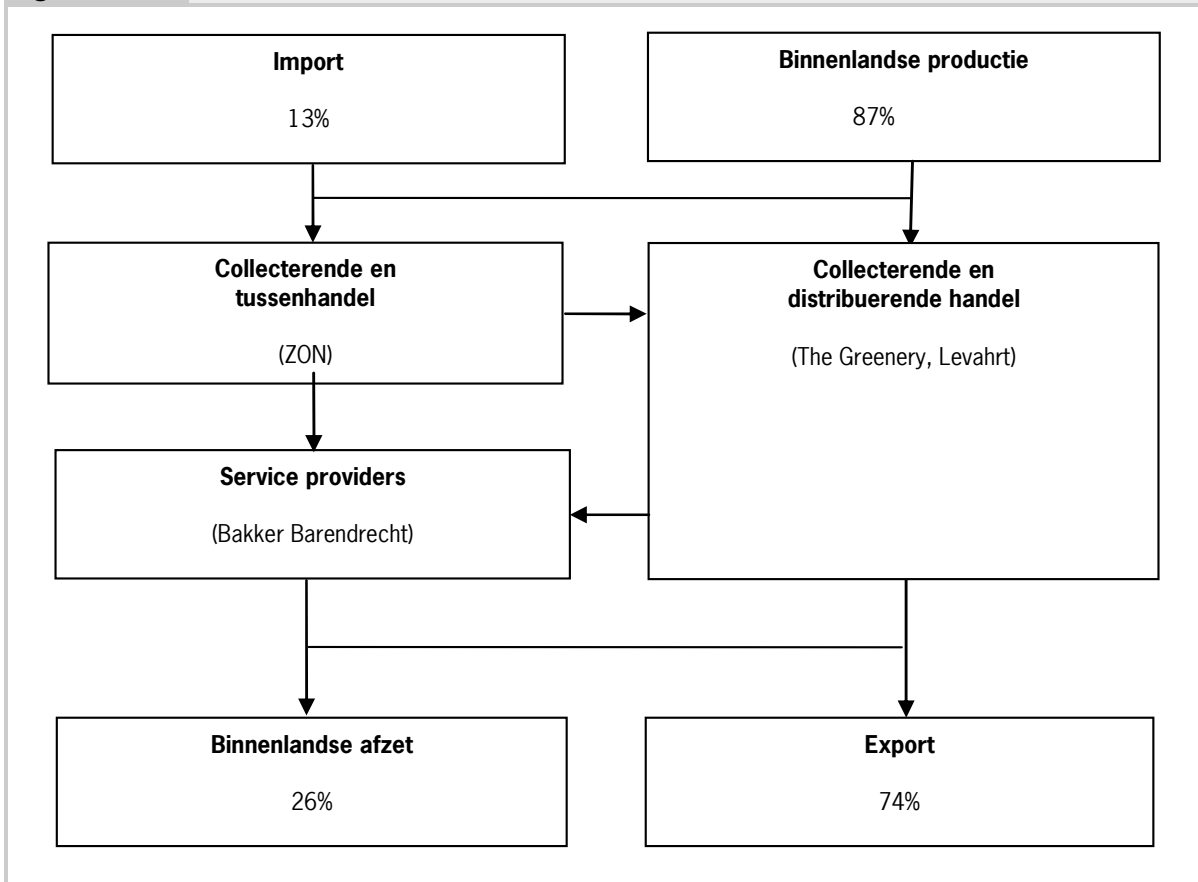 Import
13%
Binnenlandse productie
87%
Collecterende en
tussenhandel
(ZON)
Collecterende en
distribuerende handel
(The Greenery, Levahrt)
Service providers
(Bakker Barendrecht)
Binnenlandse afzet
26%
Export
74%